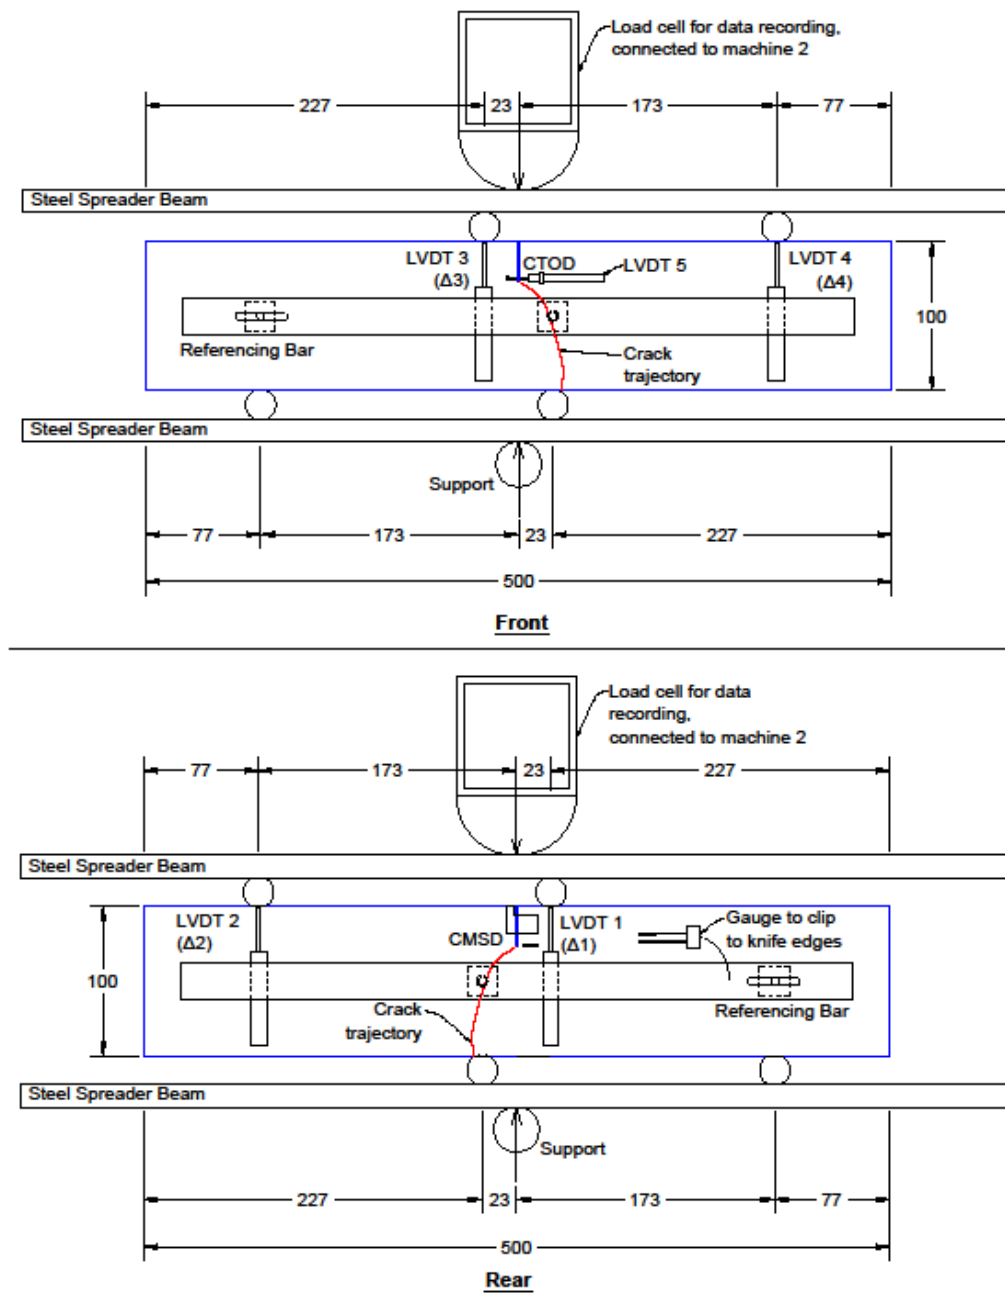 Load cell for data recording,
connected to machine 2
227
23
173
77
Steel Spreader Beam
LVDT 3
(Δ3)
CTOD
LVDT 5
LVDT 4
(Δ4)
100
Referencing Bar
Crack
trajectory
Steel Spreader Beam
Support
77
173
23
227
500
Front
Load cell for data
recording,
connected to machine 2
77
173
23
227
Steel Spreader Beam
LVDT 2
(Δ2)
CMSD
LVDT 1
(Δ1)
Gauge to clip
to knife edges
100
Crack
trajectory
Referencing Bar
Steel Spreader Beam
Support
227
23
173
77
500
Rear